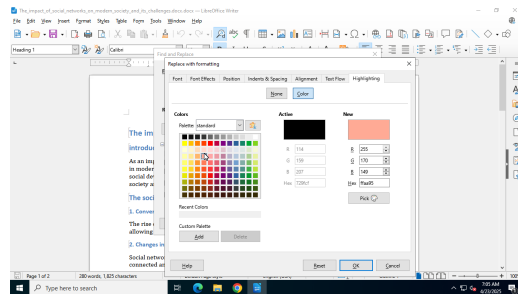 The_impact_of_social_networks_on_modern_society_and_its_challenges.docx.docx — LibreOffice Writer
File Edit View Insert Format Styles Table Form Tools Window Help
Heading 1
Calibri
Find and Replace
Replace with formatting
Font Font Effects Position Indents & Spacing Alignment Text Flow Highlighting
None Color
Colors
Palette: standard
Recent Colors
Custom Palette
Add Delete
Active
R 114
G 159
B 207
Hex 729fcf
New
R 255
G 170
B 149
Hex ffaa95
Pick
Help Reset OK Cancel
The im
Introduc
As an imp
in modern
social de
society a
The soci
1. Conver
The rise
allowing
2. Changes in
Social netwo
connected a
Page 1 of 2 280 words, 1,825 characters
100%
Type here to search
7:05 AM
4/23/2025